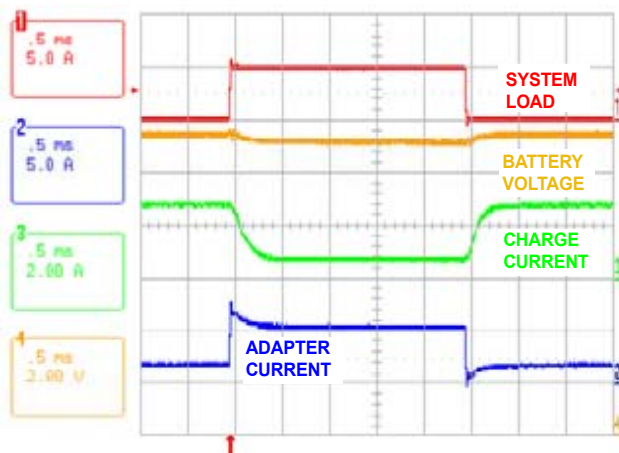 1
.5 ms
5.0 A
2
.5 ms
5.0 A
3
.5 ms
2.00 A
4
.5 ms
2.00 V
SYSTEM
LOAD
BATTERY
VOLTAGE
CHARGE
CURRENT
ADAPTER
CURRENT